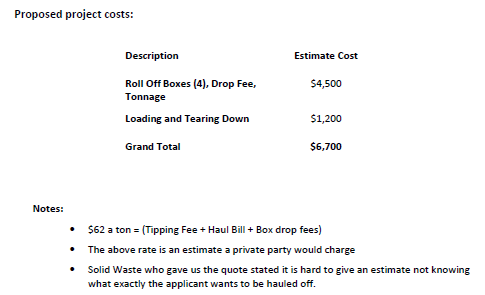 Proposed project costs:
Description Estimate Cost
Roll Off Boxes (4), Drop Fee, $4,500
Tonnage
Loading and Tearing Down $1,200
Grand Total $6,700
Notes:
• $62 a ton = (Tipping Fee + Haul Bill + Box drop fees)
• The above rate is an estimate a private party would charge
• Solid Waste who gave us the quote stated it is hard to give an estimate not knowing
what exactly the applicant wants to be hauled off.